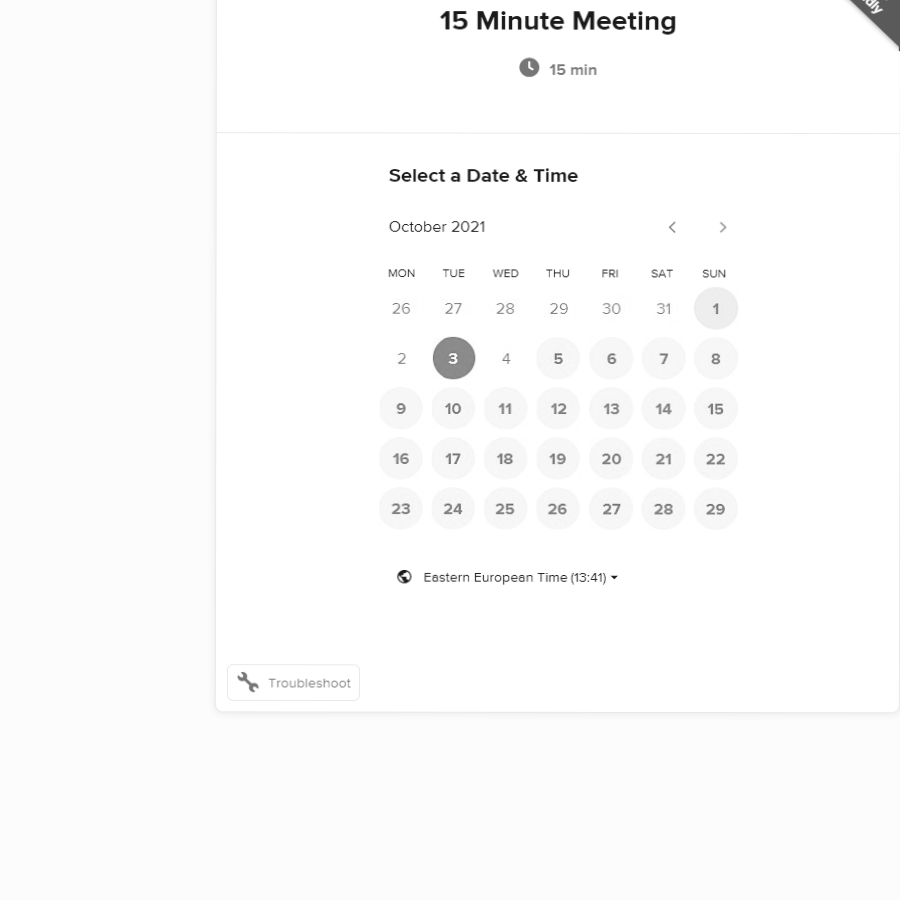 15 Minute Meeting
15 min
Select a Date & Time
October 2021
MON TUE WED THU FRI SAT SUN
26 27 28 29 30 31 1
2 3 4 5 6 7 8
9 10 11 12 13 14 15
16 17 18 19 20 21 22
23 24 25 26 27 28 29
Eastern European Time (13:41)
Troubleshoot